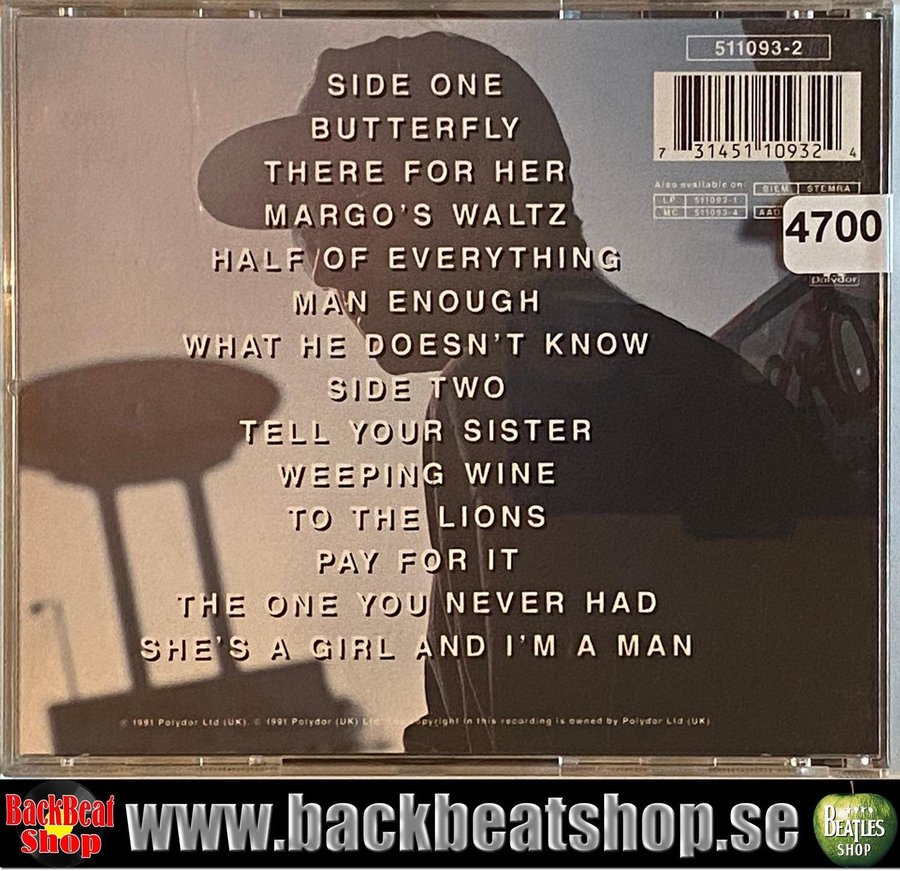 511093-2
7 31451 10932 4
Also available on:
BIEM STEMRA
LP 511093-1
MC 511093-4 AAD
4700
polydor
SIDE ONE
BUTTERFLY
THERE FOR HER
MARGO'S WALTZ
HALF OF EVERYTHING
MAN ENOUGH
WHAT HE DOESN'T KNOW
SIDE TWO
TELL YOUR SISTER
WEEPING WINE
TO THE LIONS
PAY FOR IT
THE ONE YOU NEVER HAD
SHE'S A GIRL AND I'M A MAN
℗ 1991 Polydor Ltd (UK). © 1991 Polydor (UK) Ltd. The copyright in this recording is owned by Polydor Ltd (UK)
BackBeat
Shop
www.backbeatshop.se
BEATLES
SHOP